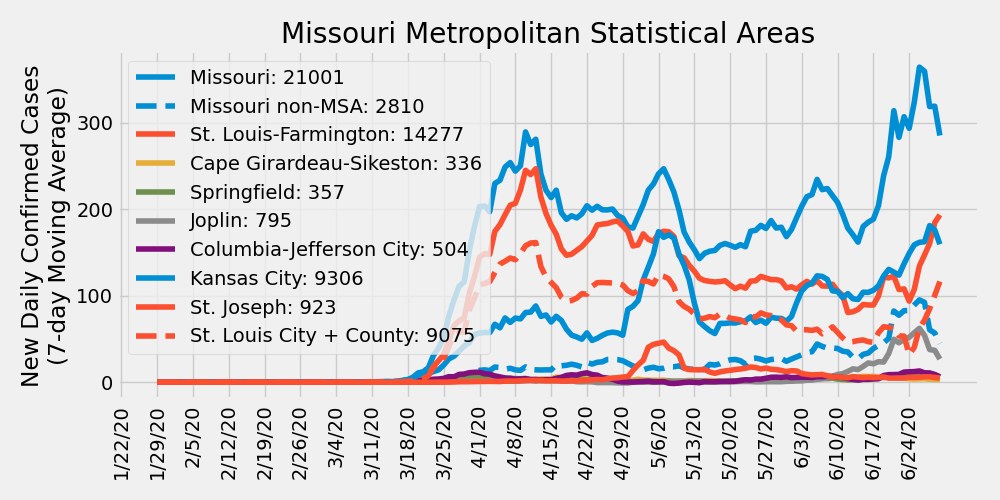 Missouri Metropolitan Statistical Areas
New Daily Confirmed Cases
(7-day Moving Average)
300
200
100
0
Missouri: 21001
Missouri non-MSA: 2810
St. Louis-Farmington: 14277
Cape Girardeau-Sikeston: 336
Springfield: 357
Joplin: 795
Columbia-Jefferson City: 504
Kansas City: 9306
St. Joseph: 923
St. Louis City + County: 9075
1/22/20
1/29/20
2/5/20
2/12/20
2/19/20
2/26/20
3/4/20
3/11/20
3/18/20
3/25/20
4/1/20
4/8/20
4/15/20
4/22/20
4/29/20
5/6/20
5/13/20
5/20/20
5/27/20
6/3/20
6/10/20
6/17/20
6/24/20